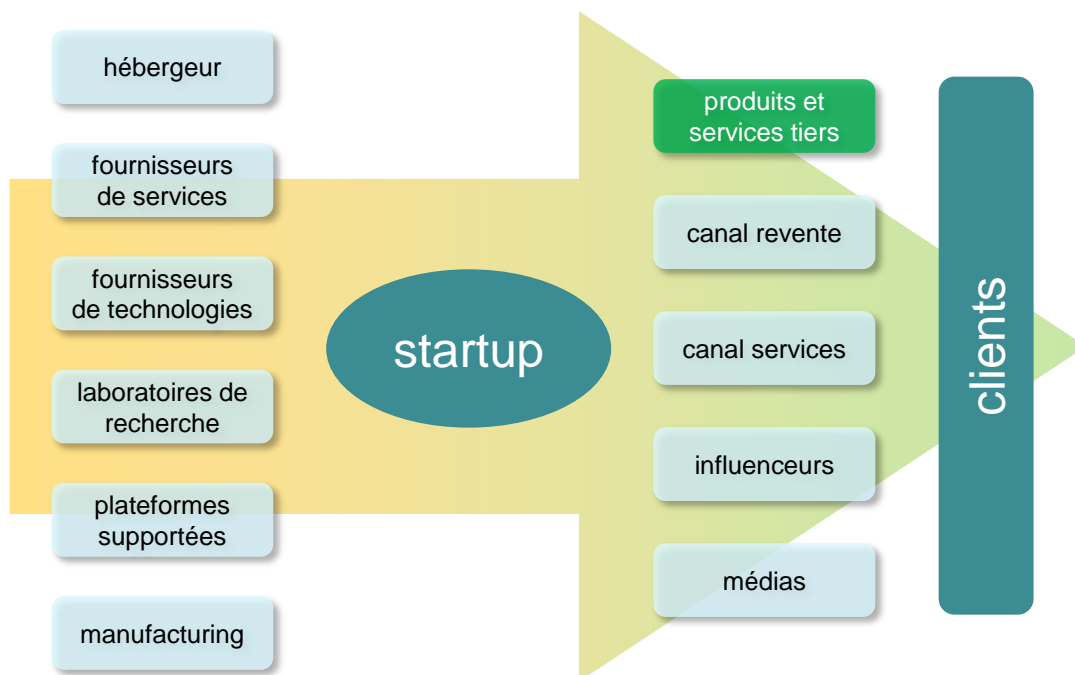 hébergeur
fournisseurs
de services
fournisseurs
de technologies
laboratoires de
recherche
plateformes
supportées
manufacturing
startup
produits et
services tiers
canal revente
canal services
influenceurs
médias
clients